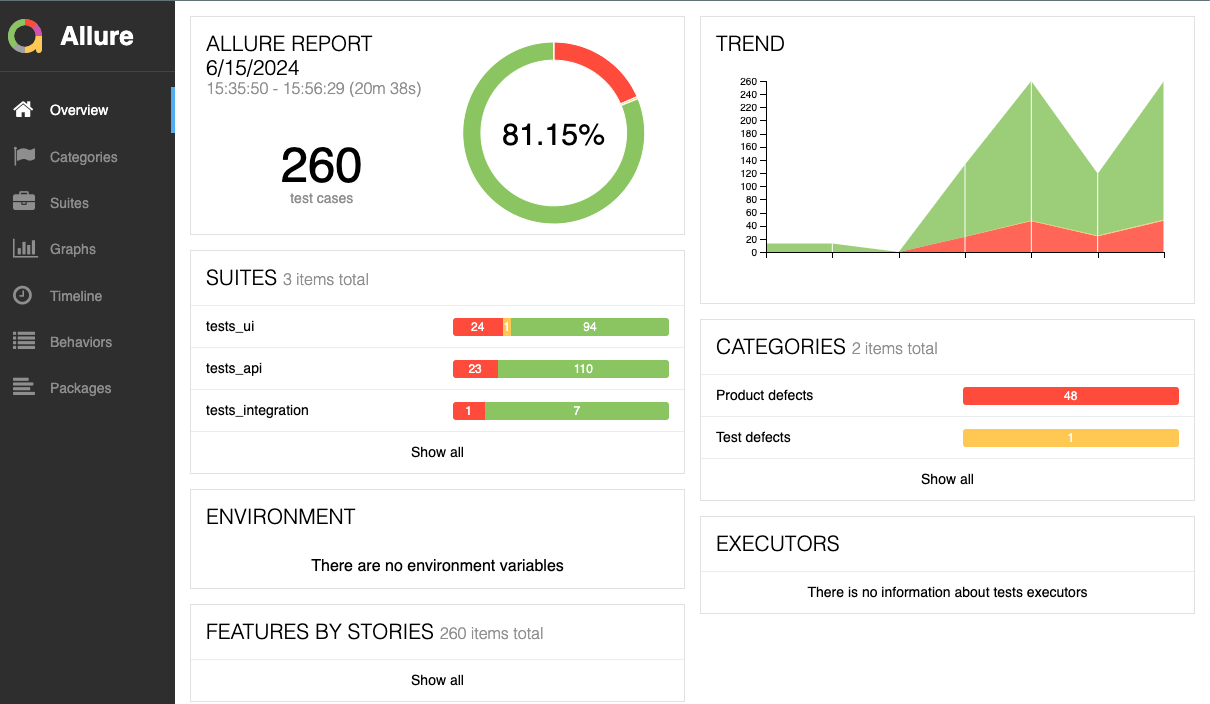 Allure
Overview
Categories
Suites
Graphs
Timeline
Behaviors
Packages
ALLURE REPORT
6/15/2024
15:35:50 - 15:56:29 (20m 38s)
260
test cases
81.15%
SUITES 3 items total
tests_ui 24 1 94
tests_api 23 110
tests_integration 1 7
Show all
ENVIRONMENT
There are no environment variables
FEATURES BY STORIES 260 items total
Show all
TREND
260
240
220
200
180
160
140
120
100
80
60
40
20
0
CATEGORIES 2 items total
Product defects 48
Test defects 1
Show all
EXECUTORS
There is no information about tests executors